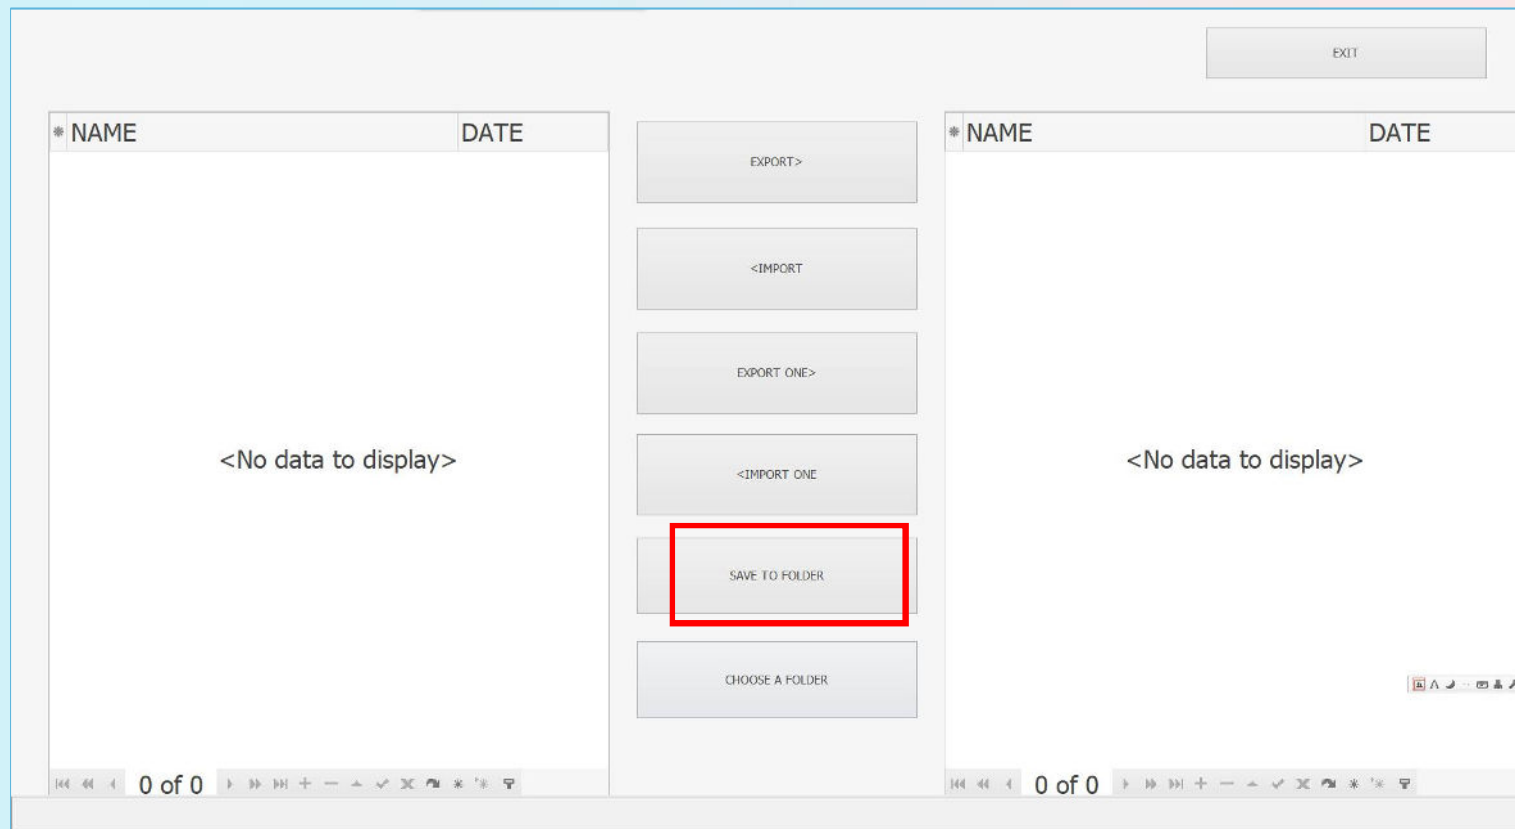 EXIT
NAME DATE
EXPORT>
<IMPORT
EXPORT ONE>
<IMPORT ONE
SAVE TO FOLDER
CHOOSE A FOLDER
<No data to display>
0 of 0
NAME DATE
<No data to display>
0 of 0